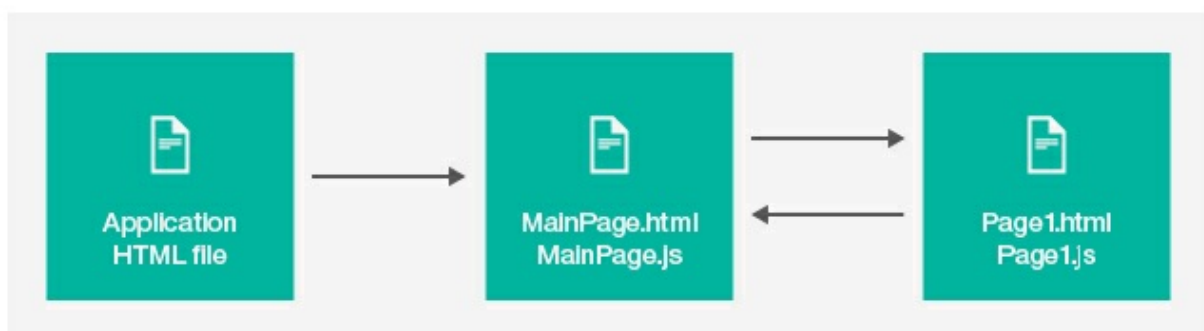 Application
HTML file
MainPage.html
MainPage.js
Page1.html
Page1.js